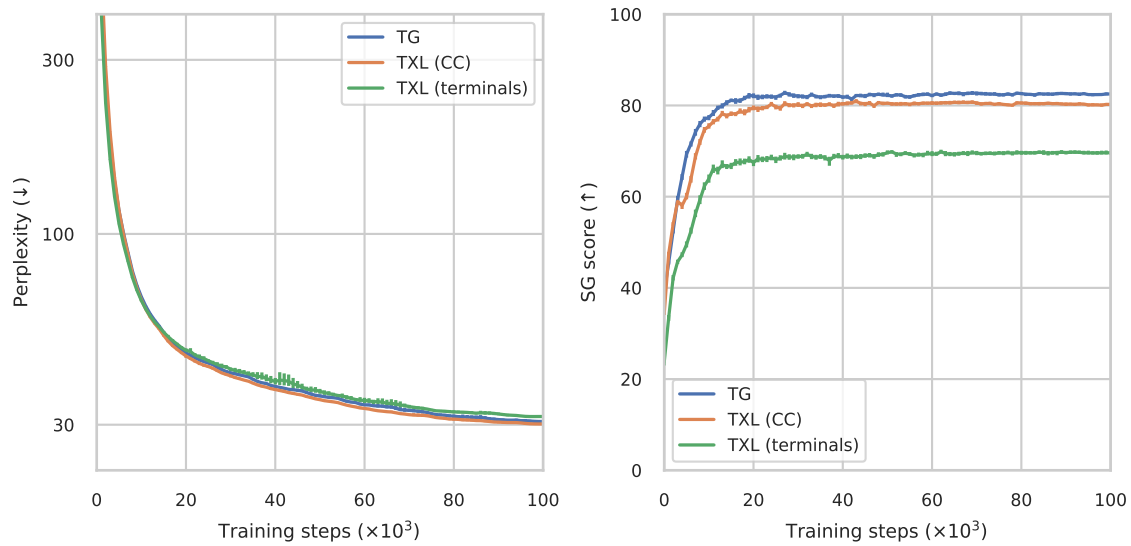 300
100
30
Perplexity (↓)
TG
TXL (CC)
TXL (terminals)
0 20 40 60 80 100
Training steps (×10³)
100
80
60
40
20
0
SG score (↑)
TG
TXL (CC)
TXL (terminals)
0 20 40 60 80 100
Training steps (×10³)